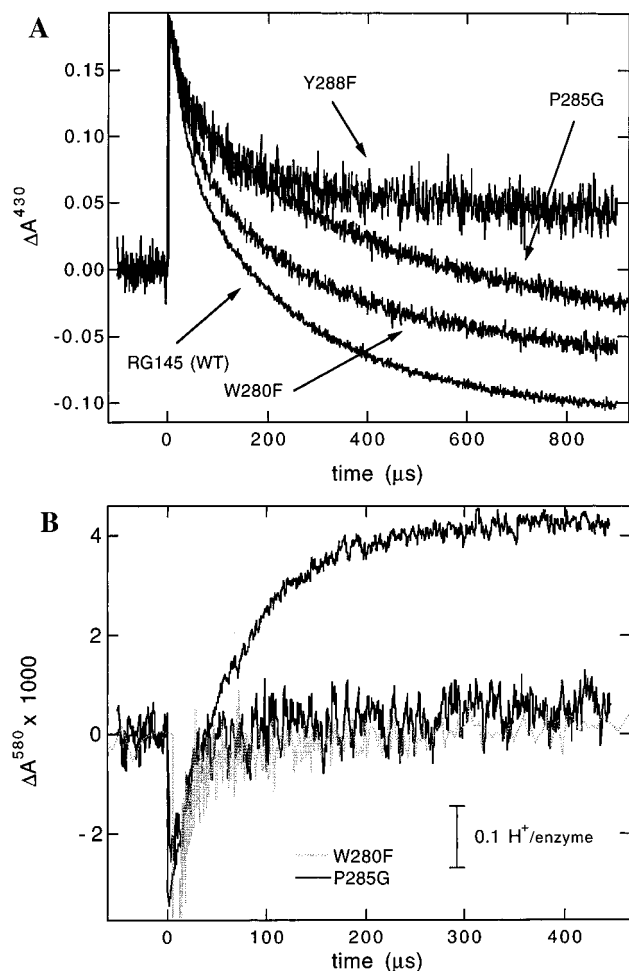 A
Y288F
P285G
0.15
0.10
0.05
0.00
-0.05
-0.10
ΔA⁴³⁰
RG145 (WT)
W280F
0 200 400 600 800
time (µs)
B
4
2
0
-2
ΔA⁵⁸⁰ x 1000
0.1 H⁺/enzyme
W280F
P285G
0 100 200 300 400
time (µs)